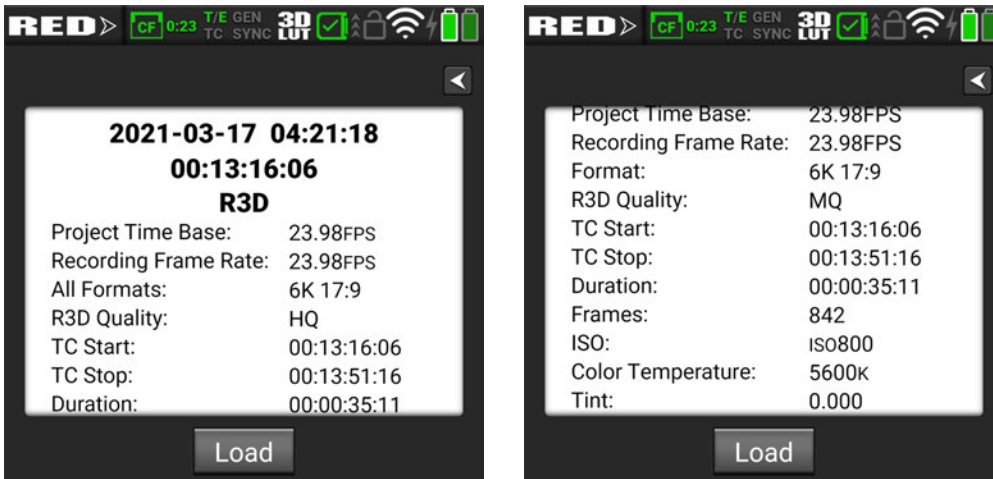 RED CF 0:23 T/E GEN 3D
TC SYNC LUT
2021-03-17 04:21:18
00:13:16:06
R3D
Project Time Base: 23.98FPS
Recording Frame Rate: 23.98FPS
All Formats: 6K 17:9
R3D Quality: HQ
TC Start: 00:13:16:06
TC Stop: 00:13:51:16
Duration: 00:00:35:11
Load
RED CF 0:23 T/E GEN 3D
TC SYNC LUT
Project Time Base: 23.98FPS
Recording Frame Rate: 23.98FPS
Format: 6K 17:9
R3D Quality: MQ
TC Start: 00:13:16:06
TC Stop: 00:13:51:16
Duration: 00:00:35:11
Frames: 842
ISO: ISO800
Color Temperature: 5600K
Tint: 0.000
Load